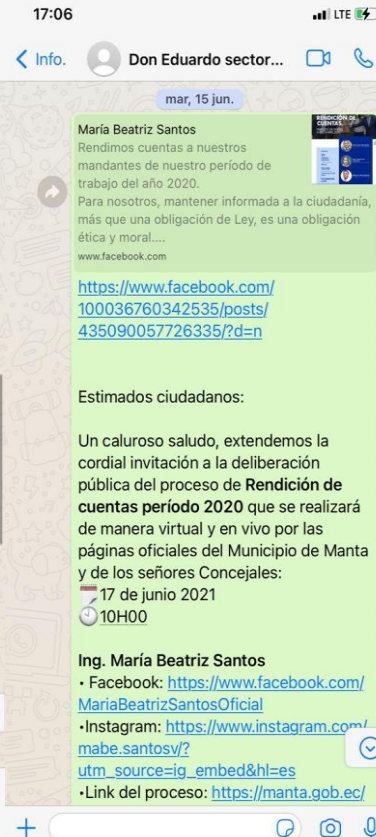 17:06
LTE
Info.
Don Eduardo sector...
mar, 15 jun.
María Beatriz Santos
Rendimos cuentas a nuestros
mandantes de nuestro período de
trabajo del año 2020.
Para nosotros, mantener informada a la ciudadanía,
más que una obligación de Ley, es una obligación
ética y moral....
www.facebook.com
RENDICIÓN DE
CUENTAS
https://www.facebook.com/
100036760342535/posts/
435090057726335/?d=n
Estimados ciudadanos:
Un caluroso saludo, extendemos la
cordial invitación a la deliberación
pública del proceso de Rendición de
cuentas período 2020 que se realizará
de manera virtual y en vivo por las
páginas oficiales del Municipio de Manta
y de los señores Concejales:
17 de junio 2021
10H00
Ing. María Beatriz Santos
• Facebook: https://www.facebook.com/
MariaBeatrizSantosOficial
•Instagram: https://www.instagram.com/
mabe.santosv/?
utm_source=ig_embed&hl=es
•Link del proceso: https://manta.gob.ec/